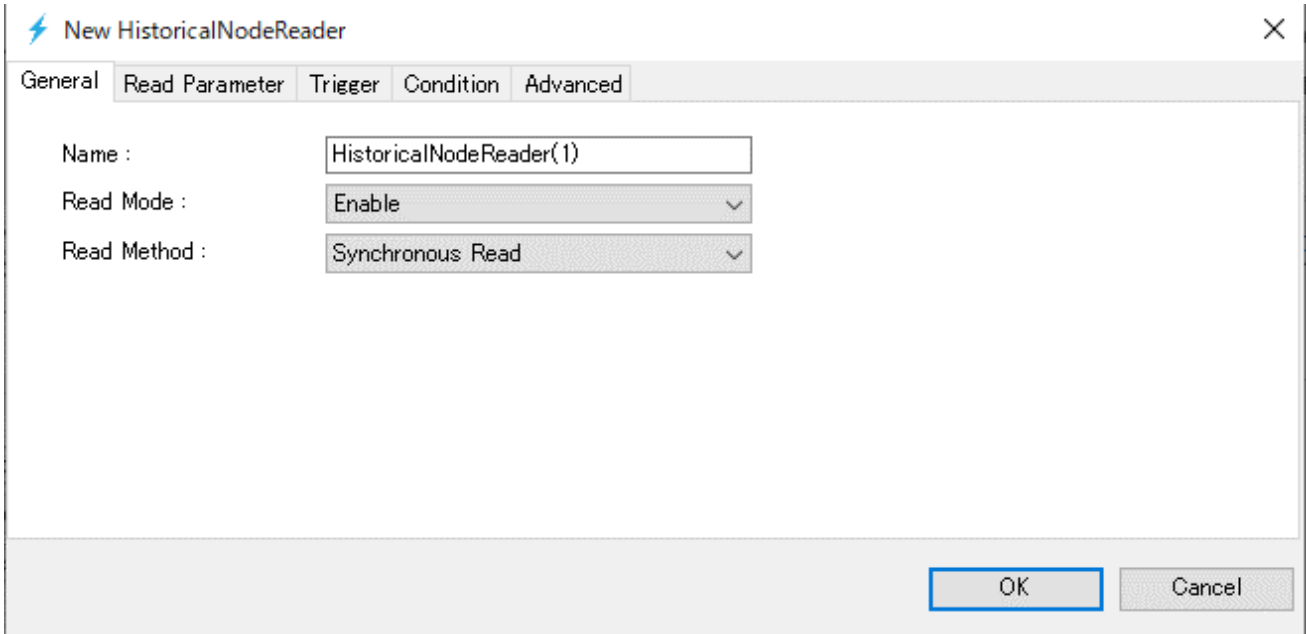 New HistoricalNodeReader
General Read Parameter Trigger Condition Advanced
Name : HistoricalNodeReader(1)
Read Mode : Enable
Read Method : Synchronous Read
OK Cancel